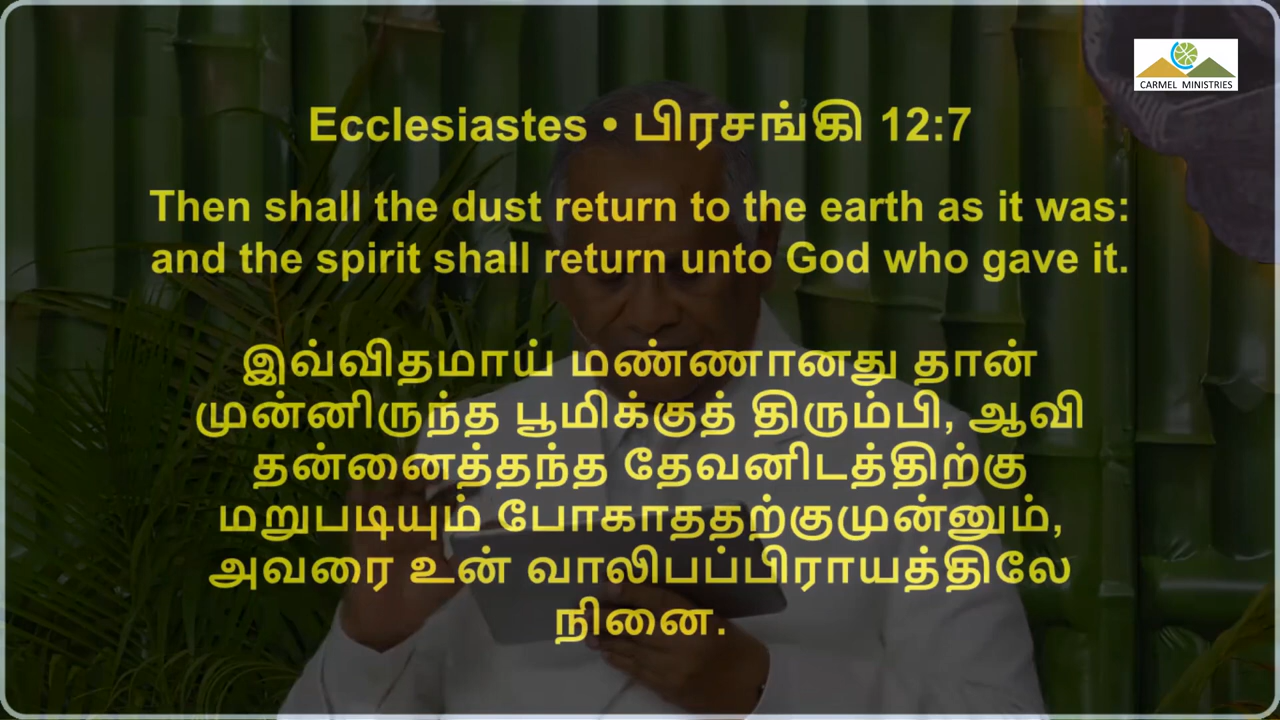 CARMEL MINISTRIES
Ecclesiastes • பிரசங்கி 12:7
Then shall the dust return to the earth as it was:
and the spirit shall return unto God who gave it.
இவ்விதமாய் மண்ணானது தான்
முன்னிருந்த பூமிக்குத் திரும்பி, ஆவி
தன்னைத்தந்த தேவனிடத்திற்கு
மறுபடியும் போகாததற்குமுன்னும்,
அவரை உன் வாலிபப்பிராயத்திலே
நினை.